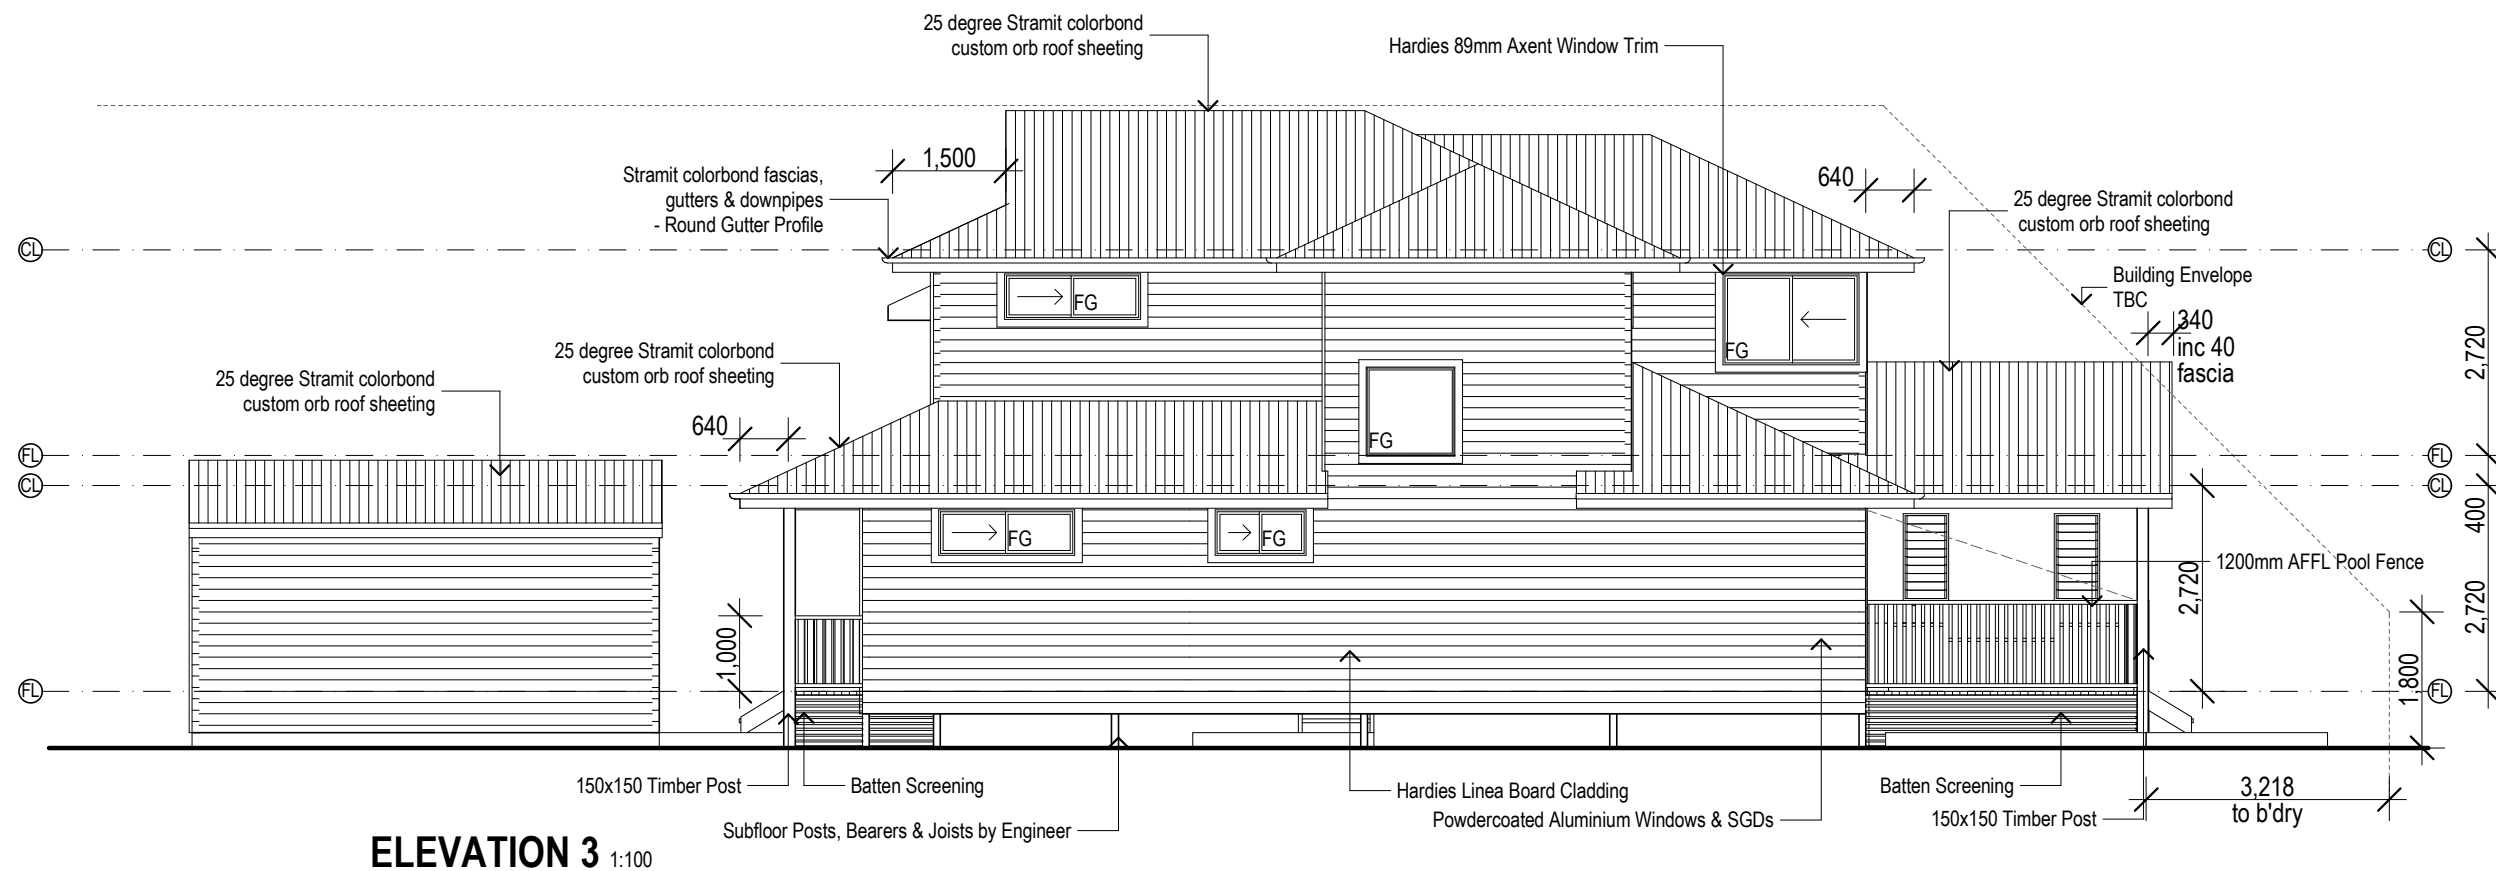 25 degree Stramit colorbond
custom orb roof sheeting
Hardies 89mm Axent Window Trim
1,500
Stramit colorbond fascias,
gutters & downpipes
- Round Gutter Profile
640
25 degree Stramit colorbond
custom orb roof sheeting
CL
CL
Building Envelope
TBC
FG
340
inc 40
fascia
2,720
25 degree Stramit colorbond
custom orb roof sheeting
FG
25 degree Stramit colorbond
custom orb roof sheeting
640
FG
FL
FL
CL
CL
400
FG
FG
1200mm AFFL Pool Fence
2,720
2,720
1,000
1,800
FL
FL
150x150 Timber Post
Batten Screening
Hardies Linea Board Cladding
Batten Screening
3,218
to b'dry
Subfloor Posts, Bearers & Joists by Engineer
Powdercoated Aluminium Windows & SGDs
150x150 Timber Post
ELEVATION 3 1:100